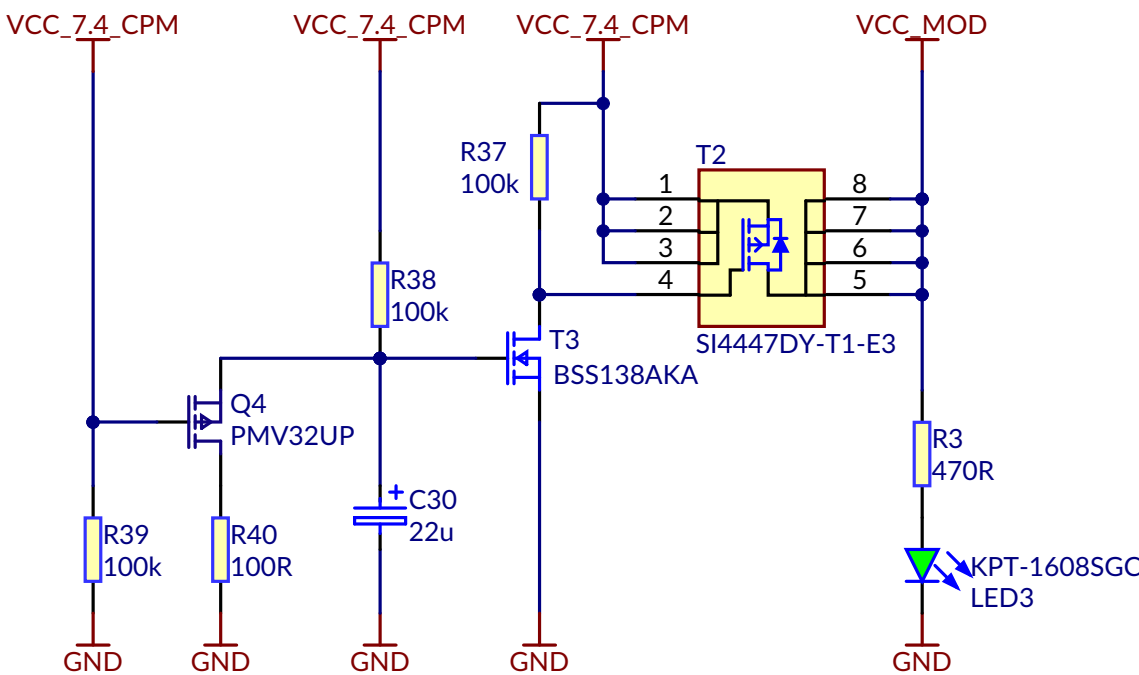 VCC_7.4_CPM
VCC_7.4_CPM
VCC_7.4_CPM
VCC_MOD
R37
100k
T2
1
2
3
4
8
7
6
5
SI4447DY-T1-E3
R38
100k
T3
BSS138AKA
Q4
PMV32UP
R3
470R
+
C30
22u
R39
100k
R40
100R
KPT-1608SGC
LED3
GND
GND
GND
GND
GND